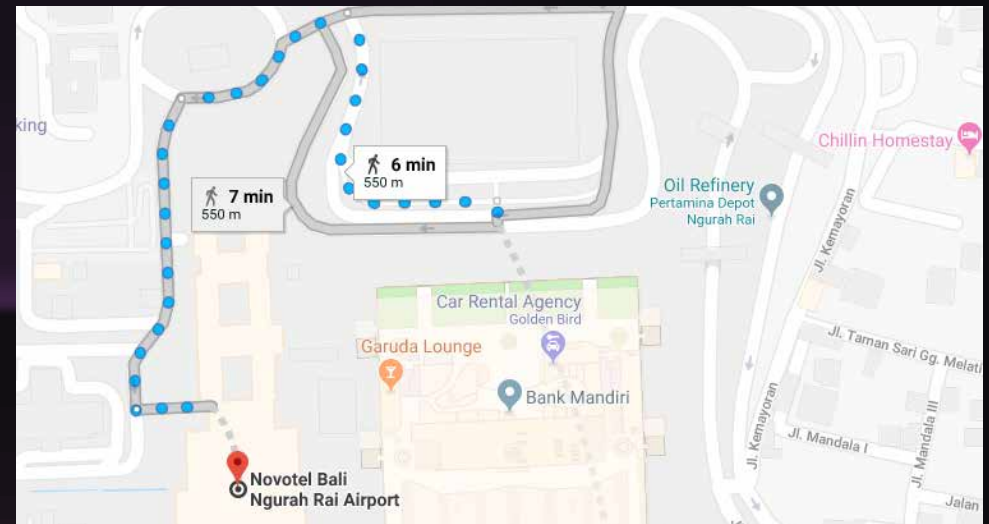 king
6 min
550 m
7 min
550 m
Chillin Homestay
Oil Refinery
Pertamina Depot
Ngurah Rai
Jl. Kemayoran
Car Rental Agency
Golden Bird
Garuda Lounge
Bank Mandiri
Jl. Taman Sari Gg. Melati
Jl. Kemayoran
Jl. Mandala I
Jl. Mandala III
Novotel Bali
Ngurah Rai Airport
Jalan